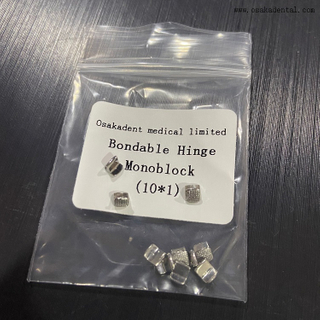 www.osakadental.com
Osakadent medical limited
Bondable Hinge
Monoblock
(10*1)